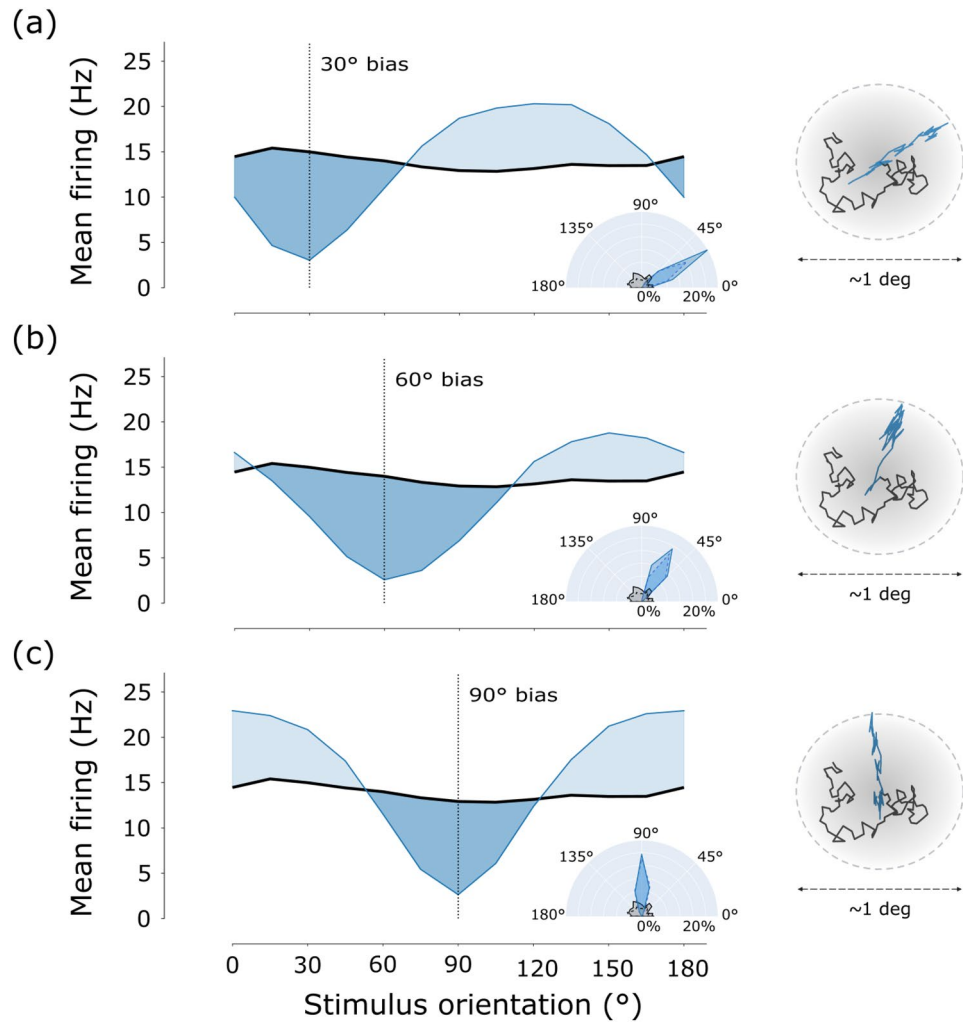 (a)
Mean firing (Hz)
25
20
15
10
5
0
30° bias
90°
135°
45°
180°
0°
0%
20%
~1 deg
(b)
Mean firing (Hz)
25
20
15
10
5
0
60° bias
90°
135°
45°
180°
0°
0%
20%
~1 deg
(c)
Mean firing (Hz)
25
20
15
10
5
0
90° bias
90°
135°
45°
180°
0°
0%
20%
~1 deg
0 30 60 90 120 150 180
Stimulus orientation (°)